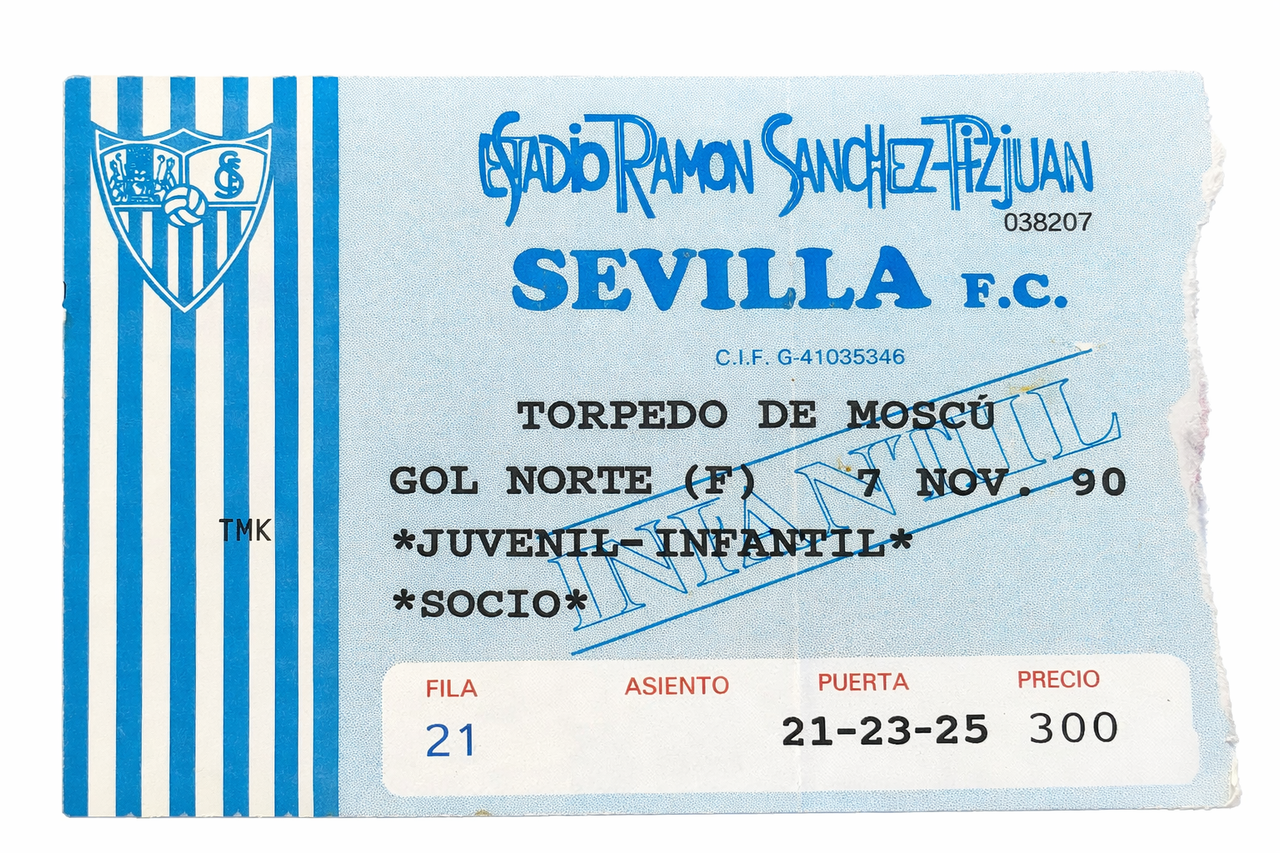 ESTADIO RAMON SANCHEZ-PIZJUAN
038207
SEVILLA F.C.
C.I.F. G-41035346
TORPEDO DE MOSCÚ
GOL NORTE (F) 7 NOV. 90
*JUVENIL-INFANTIL*
INFANTIL
TMK
*SOCIO*
FILA ASIENTO PUERTA PRECIO
21 21-23-25 300